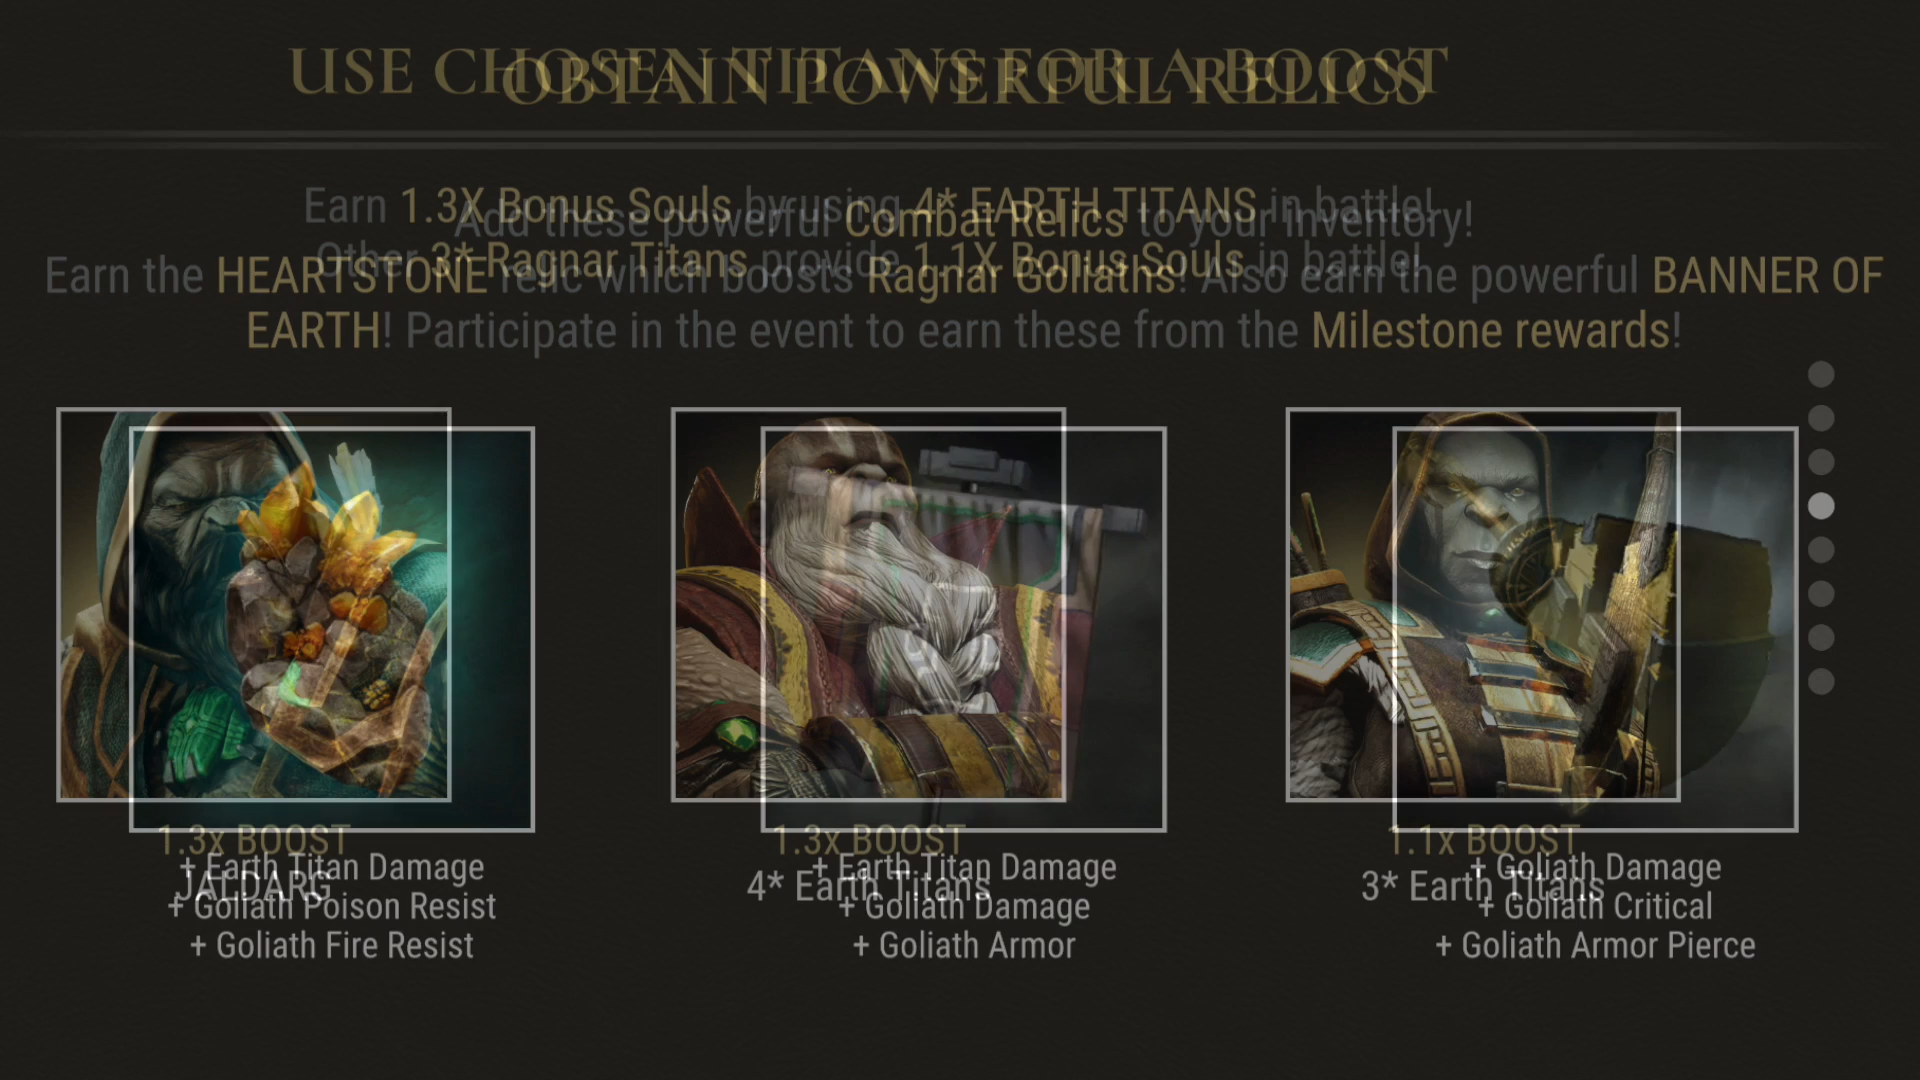 USE CHOSEN TITANS FOR A BOOST
OBTAIN POWERFUL RELICS
Earn 1.3X Bonus Souls by using 4* EARTH TITANS in battle!
Other 3* Ragnar Titans provide 1.1X Bonus Souls in battle!
Add these powerful Combat Relics to your inventory!
Earn the HEARTSTONE relic which boosts Ragnar Goliaths! Also earn the powerful BANNER OF
EARTH! Participate in the event to earn these from the Milestone rewards!
1.3x BOOST
JALDARG
1.3x BOOST
4* Earth Titans
1.1x BOOST
3* Earth Titans
+ Earth Titan Damage
+ Goliath Poison Resist
+ Goliath Fire Resist
+ Earth Titan Damage
+ Goliath Damage
+ Goliath Armor
+ Goliath Damage
+ Goliath Critical
+ Goliath Armor Pierce